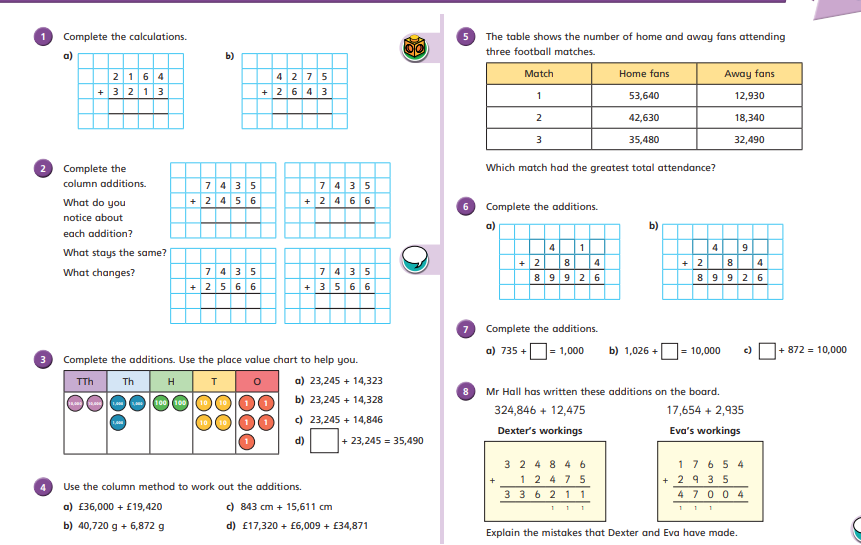 1 Complete the calculations.
a)
2 1 6 4
+ 3 2 1 3
b)
4 2 7 5
+ 2 6 4 3
2 Complete the
column additions.
What do you
notice about
each addition?
What stays the same?
What changes?
7 4 3 5
+ 2 4 5 6
7 4 3 5
+ 2 4 6 6
7 4 3 5
+ 2 5 6 6
7 4 3 5
+ 3 5 6 6
3 Complete the additions. Use the place value chart to help you.
TTh Th H T O
10,000 10,000 1,000 1,000 100 100 10 10 1 1
1,000 10 10 1 1
1
a) 23,245 + 14,323
b) 23,245 + 14,328
c) 23,245 + 14,846
d) + 23,245 = 35,490
4 Use the column method to work out the additions.
a) £36,000 + £19,420
b) 40,720 g + 6,872 g
c) 843 cm + 15,611 cm
d) £17,320 + £6,009 + £34,871
5 The table shows the number of home and away fans attending
three football matches.
Match Home fans Away fans
1 53,640 12,930
2 42,630 18,340
3 35,480 32,490
Which match had the greatest total attendance?
6 Complete the additions.
a)
4 1
+ 2 8 4
8 9 9 2 6
b)
4 9
+ 2 8 4
8 9 9 2 6
7 Complete the additions.
a) 735 + = 1,000 b) 1,026 + = 10,000 c) + 872 = 10,000
8 Mr Hall has written these additions on the board.
324,846 + 12,475
Dexter's workings
3 2 4 8 4 6
+ 1 2 4 7 5
3 3 6 2 1 1
1 1 1
17,654 + 2,935
Eva's workings
1 7 6 5 4
+ 2 9 3 5
4 7 0 0 4
1 1 1
Explain the mistakes that Dexter and Eva have made.